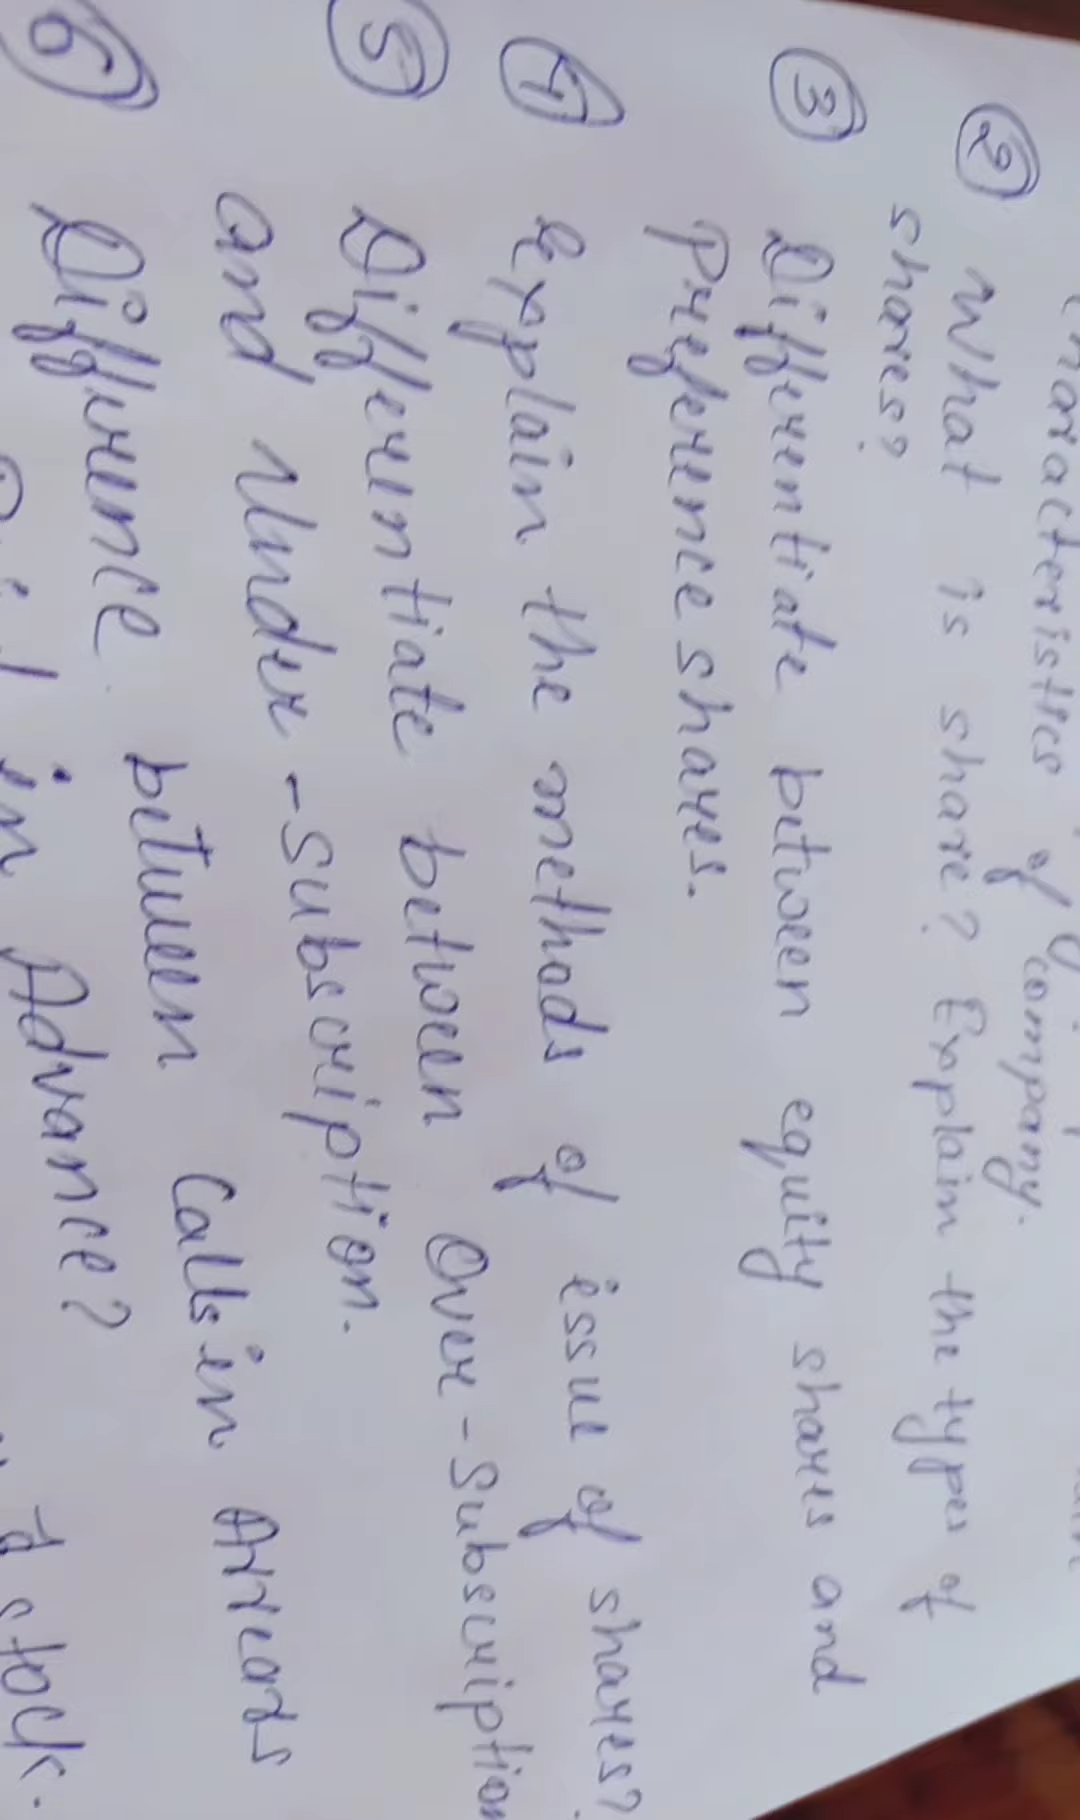 characteristics of company.
② What is share? Explain the types of
shares?
③ Differentiate between equity shares and
Preference shares.
④ Explain the methods of issue of shares?
⑤ Differentiate between Over-Subscription
and Under-Subscription.
⑥ Difference between Calls in Arrears
in Advance?
stock.